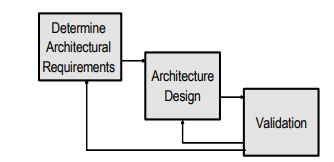 Determine
Architectural
Requirements
Architecture
Design
Validation